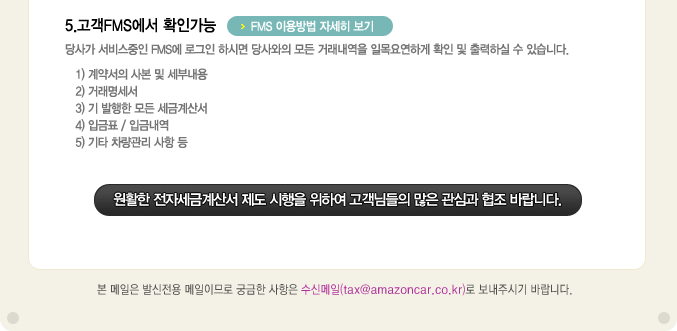 5.고객FMS에서 확인가능 > FMS 이용방법 자세히 보기
당사가 서비스중인 FMS에 로그인 하시면 당사와의 모든 거래내역을 일목요연하게 확인 및 출력하실 수 있습니다.
1) 계약서의 사본 및 세부내용
2) 거래명세서
3) 기 발행한 모든 세금계산서
4) 입금표 / 입금내역
5) 기타 차량관리 사항 등
원활한 전자세금계산서 제도 시행을 위하여 고객님들의 많은 관심과 협조 바랍니다.
본 메일은 발신전용 메일이므로 궁금한 사항은 수신메일(tax@amazoncar.co.kr)로 보내주시기 바랍니다.